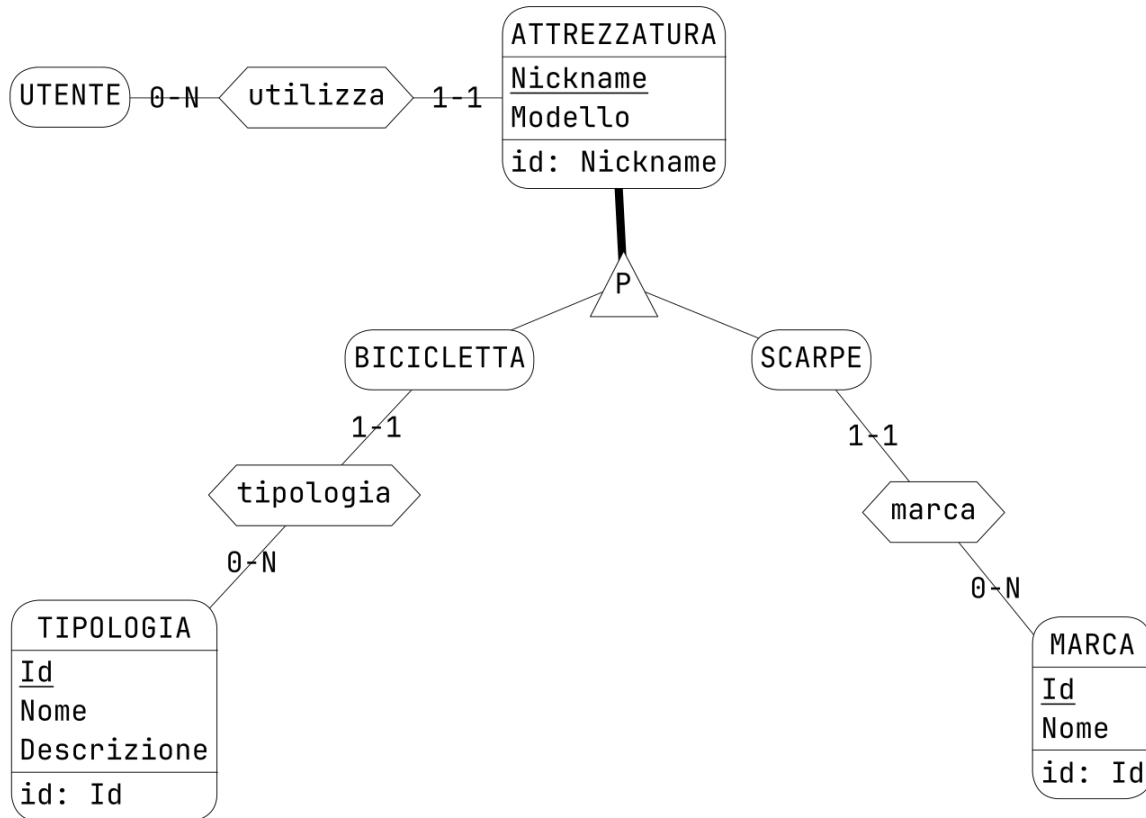 ATTREZZATURA
Nickname
Modello
id: Nickname
UTENTE
0-N
utilizza
1-1
P
BICICLETTA
SCARPE
1-1
1-1
tipologia
marca
0-N
0-N
TIPOLOGIA
Id
Nome
Descrizione
id: Id
MARCA
Id
Nome
id: Id